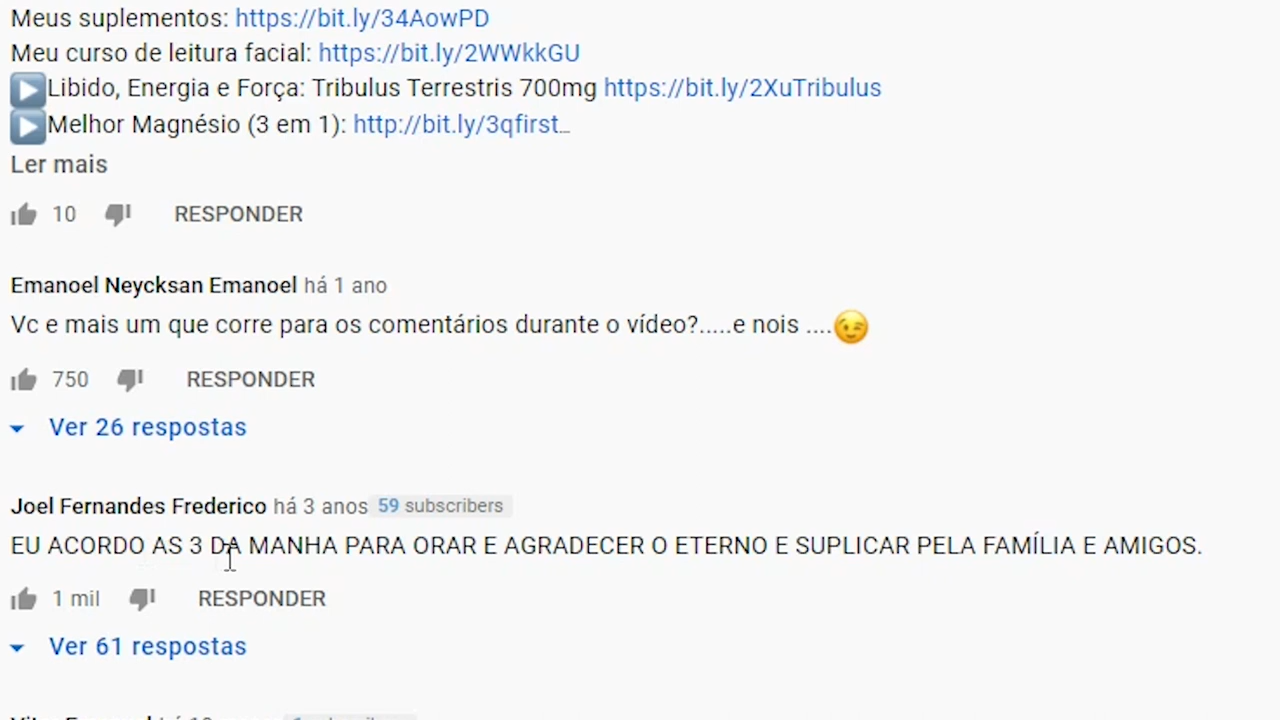 Meus suplementos: https://bit.ly/34AowPD
Meu curso de leitura facial: https://bit.ly/2WWkkGU
Libido, Energia e Força: Tribulus Terrestris 700mg https://bit.ly/2XuTribulus
Melhor Magnésio (3 em 1): http://bit.ly/3qfirst…
Ler mais
10 RESPONDER
Emanoel Neycksan Emanoel há 1 ano
Vc e mais um que corre para os comentários durante o vídeo?.....e nois ....😉
750 RESPONDER
Ver 26 respostas
Joel Fernandes Frederico há 3 anos 59 subscribers
EU ACORDO AS 3 DA MANHA PARA ORAR E AGRADECER O ETERNO E SUPLICAR PELA FAMÍLIA E AMIGOS.
1 mil RESPONDER
Ver 61 respostas